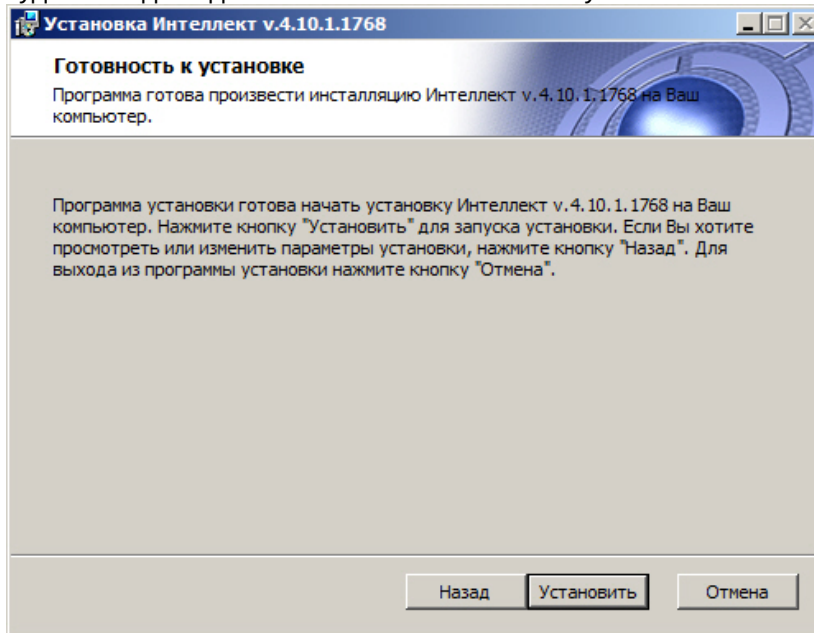 Установка Интеллект v.4.10.1.1768
Готовность к установке
Программа готова произвести инсталляцию Интеллект v.4.10.1.1768 на Ваш
компьютер.
Программа установки готова начать установку Интеллект v.4.10.1.1768 на Ваш
компьютер. Нажмите кнопку "Установить" для запуска установки. Если Вы хотите
просмотреть или изменить параметры установки, нажмите кнопку "Назад". Для
выхода из программы установки нажмите кнопку "Отмена".
Назад Установить Отмена